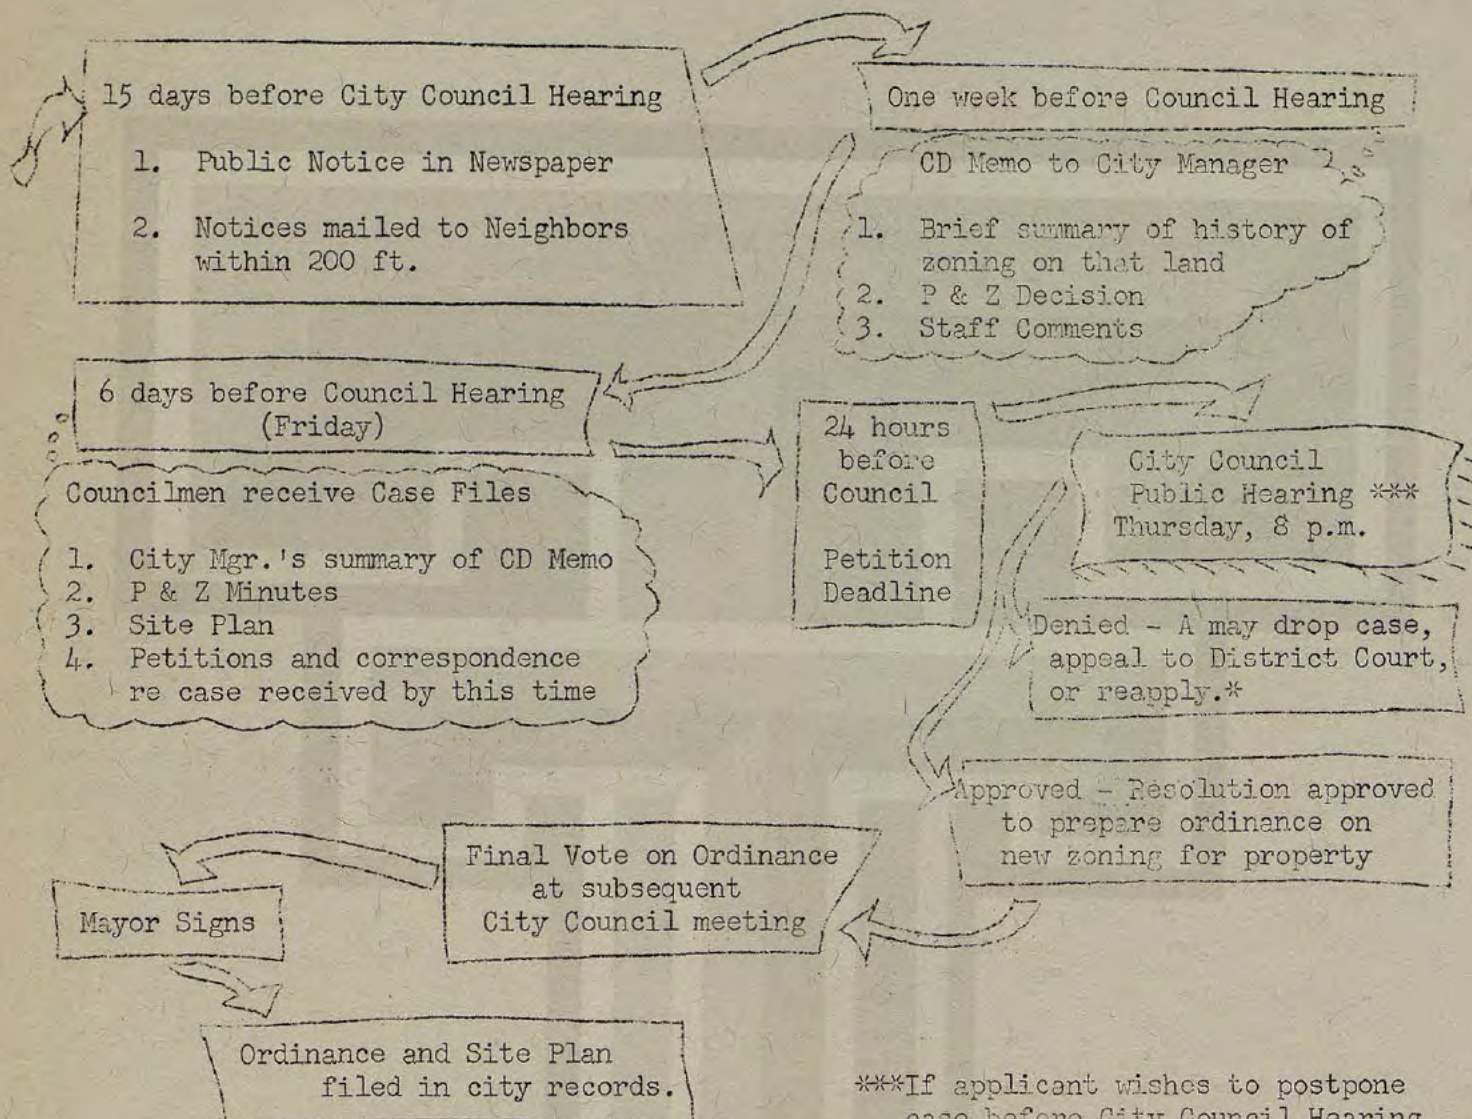 15 days before City Council Hearing
1. Public Notice in Newspaper
2. Notices mailed to Neighbors
within 200 ft.
One week before Council Hearing
CD Memo to City Manager
1. Brief summary of history of
zoning on that land
2. P & Z Decision
3. Staff Comments
6 days before Council Hearing
(Friday)
Councilmen receive Case Files
1. City Mgr.'s summary of CD Memo
2. P & Z Minutes
3. Site Plan
4. Petitions and correspondence
re case received by this time
24 hours
before
Council
Petition
Deadline
City Council
Public Hearing ***
Thursday, 8 p.m.
Denied - A may drop case,
appeal to District Court,
or reapply.*
Approved - Resolution approved
to prepare ordinance on
new zoning for property
Final Vote on Ordinance
at subsequent
City Council meeting
Mayor Signs
Ordinance and Site Plan
filed in city records.
***If applicant wishes to postpone
case before City Council Hearing